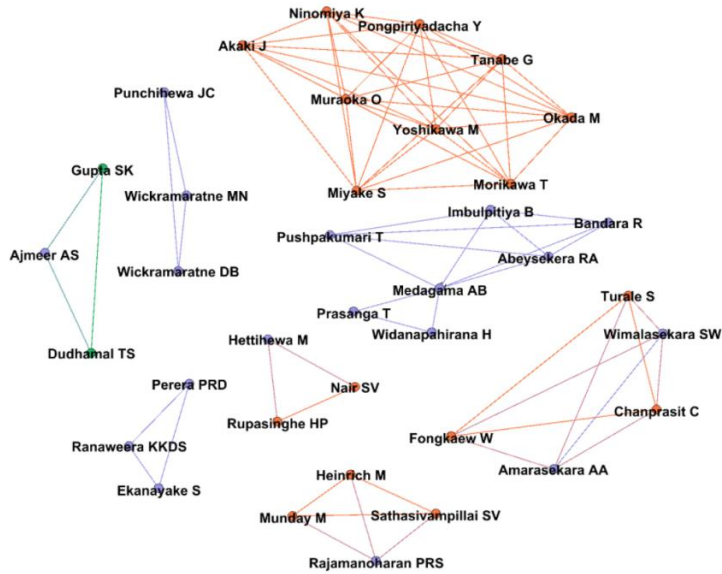 Ninomiya K
Pongpiriyadacha Y
Akaki J
Tanabe G
Punchihewa JC
Muraoka O
Okada M
Yoshikawa M
Gupta SK
Miyake S
Morikawa T
Wickramaratne MN
Imbulpitiya B
Bandara R
Pushpakumari T
Ajmeer AS
Abeysekera RA
Wickramaratne DB
Medagama AB
Turale S
Prasanga T
Widanapahirana H
Wimalasekara SW
Hettihewa M
Dudhamal TS
Perera PRD
Nair SV
Chanprasit C
Rupasinghe HP
Fongkaew W
Ranaweera KKDS
Amarasekara AA
Heinrich M
Ekanayake S
Munday M
Sathasivampillai SV
Rajamanoharan PRS